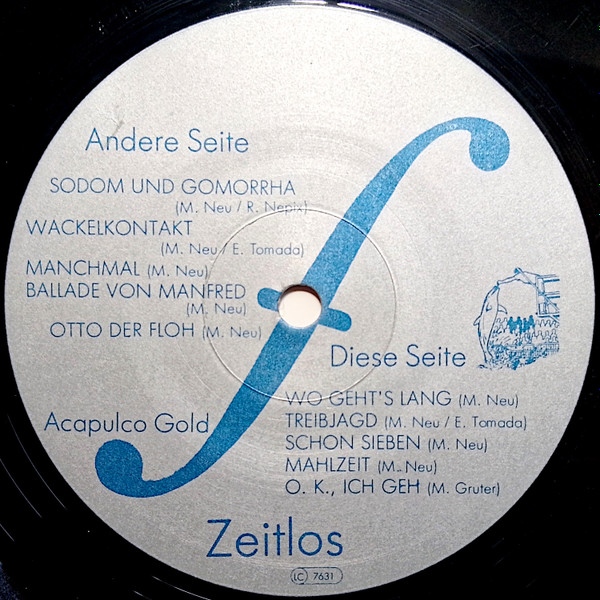 Andere Seite
SODOM UND GOMORRHA
(M. Neu / R. Nepix)
WACKELKONTAKT
(M. Neu / E. Tomada)
MANCHMAL (M. Neu)
BALLADE VON MANFRED
(M. Neu)
OTTO DER FLOH (M. Neu)
Diese Seite
WO GEHT'S LANG (M. Neu)
TREIBJAGD (M. Neu / E. Tomada)
SCHON SIEBEN (M. Neu)
MAHLZEIT (M. Neu)
O. K., ICH GEH (M. Gruter)
Acapulco Gold
Zeitlos
LC 7631